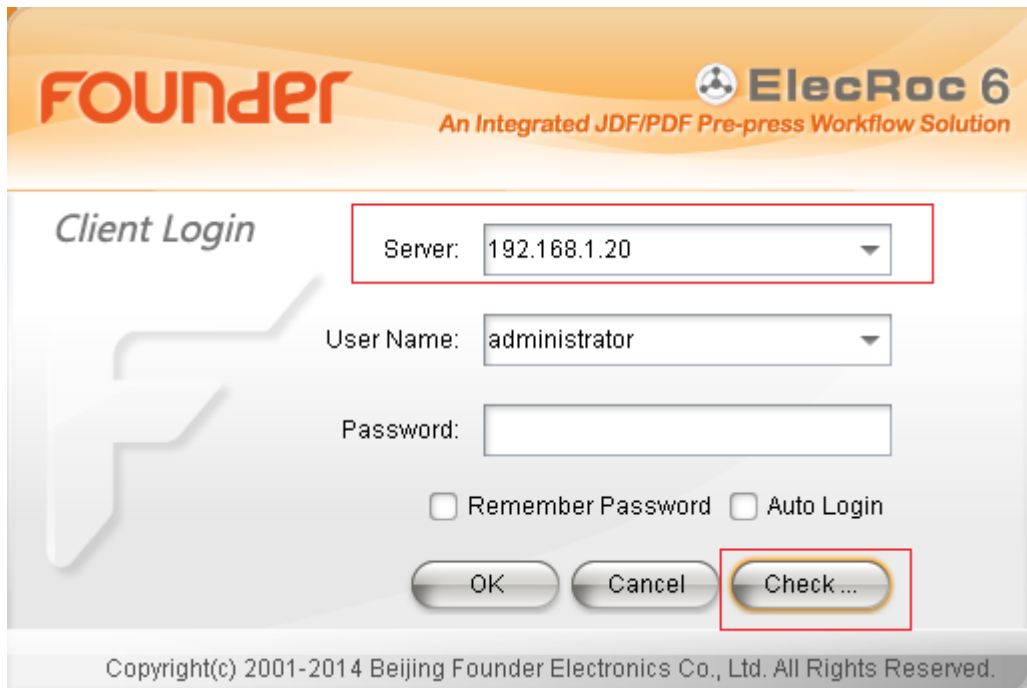 FOUNDER
ElecRoc 6
An Integrated JDF/PDF Pre-press Workflow Solution
Client Login
Server: 192.168.1.20
User Name: administrator
Password:
Remember Password Auto Login
OK Cancel Check ...
Copyright(c) 2001-2014 Beijing Founder Electronics Co., Ltd. All Rights Reserved.